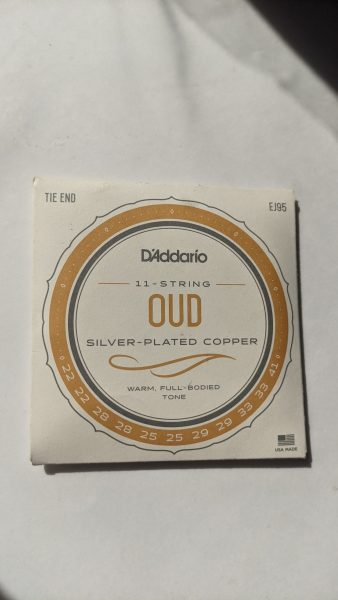 TIE END
EJ95
D'Addario
11-STRING
OUD
SILVER-PLATED COPPER
WARM, FULL-BODIED
TONE
22 22 28 28 25 25 29 29 33 33 41
USA MADE